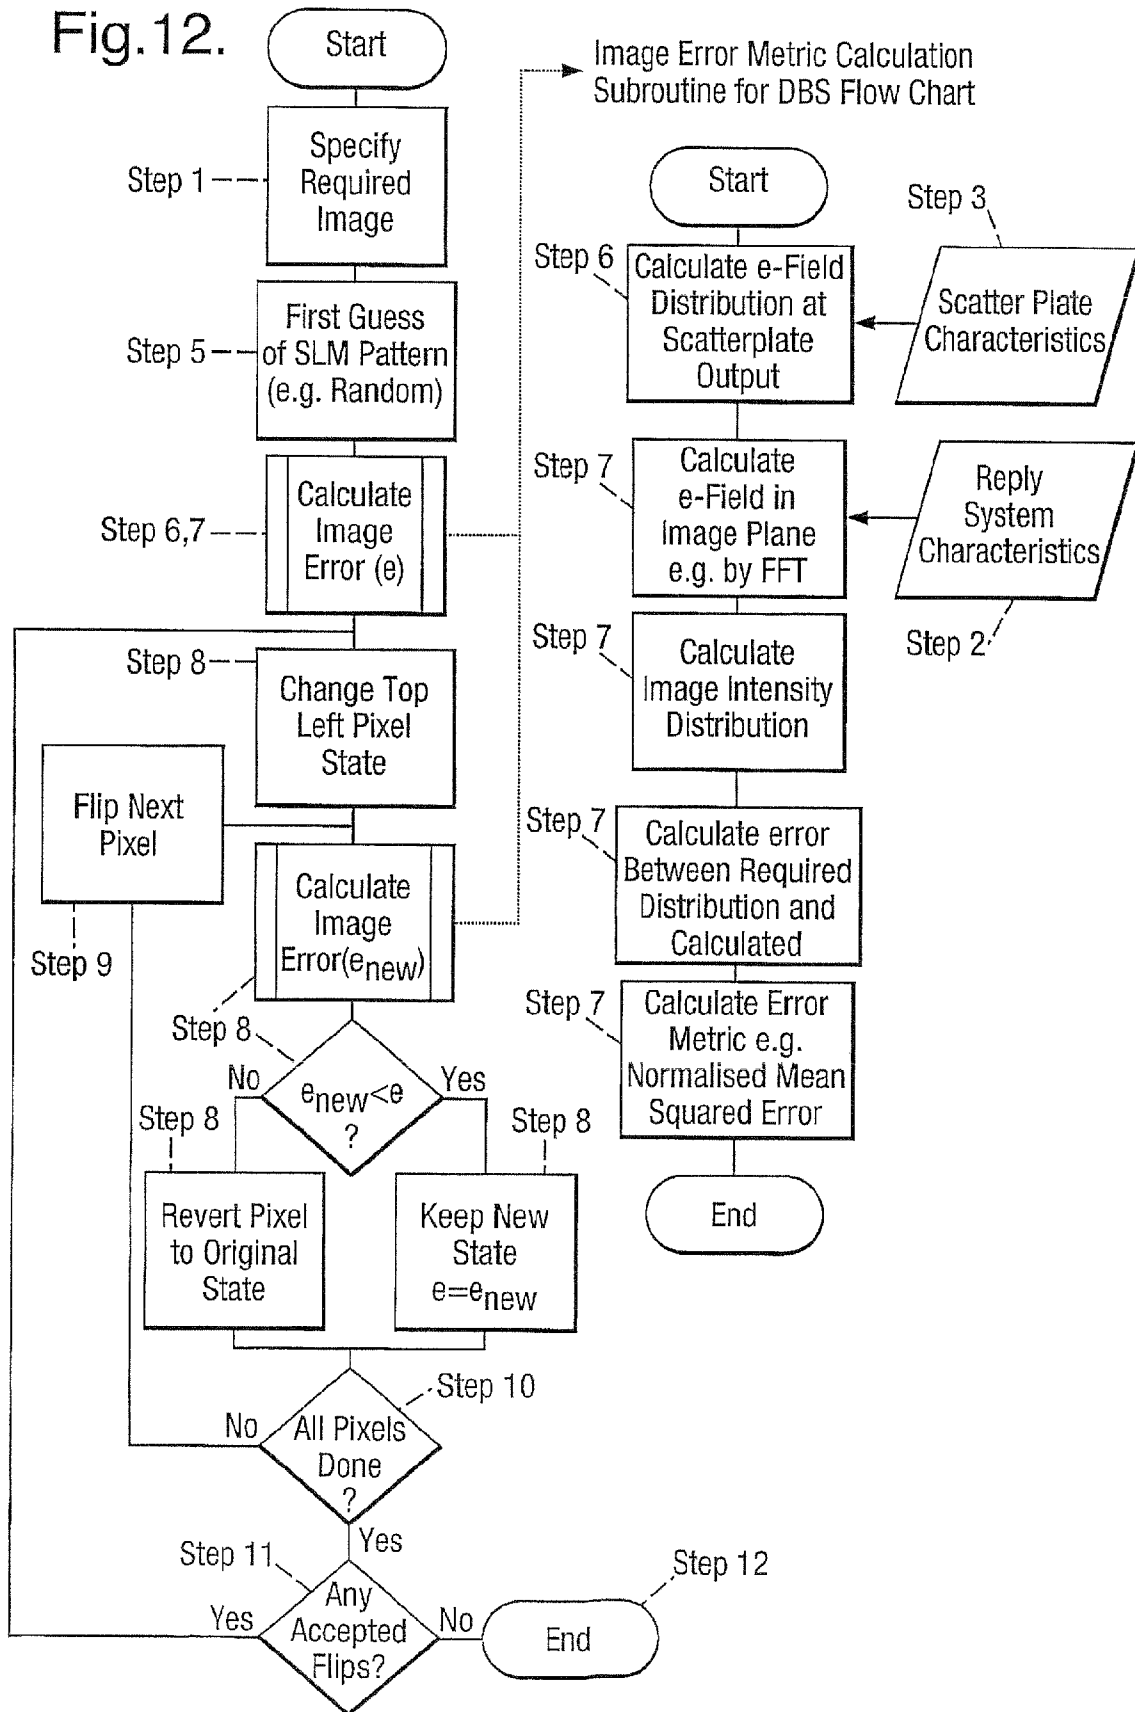 Fig.12.
Start
Step 1
Specify
Required
Image
Step 5
First Guess
of SLM Pattern
(e.g. Random)
Step 6,7
Calculate
Image
Error (e)
Step 8
Change Top
Left Pixel
State
Flip Next
Pixel
Step 9
Calculate
Image
Error(enew)
Step 8
No
enew<e
?
Yes
Step 8
Revert Pixel
to Original
State
Step 8
Keep New
State
e=enew
Step 10
No
All Pixels
Done
?
Yes
Step 11
Yes
Any
Accepted
Flips?
No
Step 12
End
Image Error Metric Calculation
Subroutine for DBS Flow Chart
Start
Step 6
Calculate e-Field
Distribution at
Scatterplate
Output
Step 3
Scatter Plate
Characteristics
Step 7
Calculate
e-Field in
Image Plane
e.g. by FFT
Reply
System
Characteristics
Step 2
Step 7
Calculate
Image Intensity
Distribution
Step 7
Calculate error
Between Required
Distribution and
Calculated
Step 7
Calculate Error
Metric e.g.
Normalised Mean
Squared Error
End